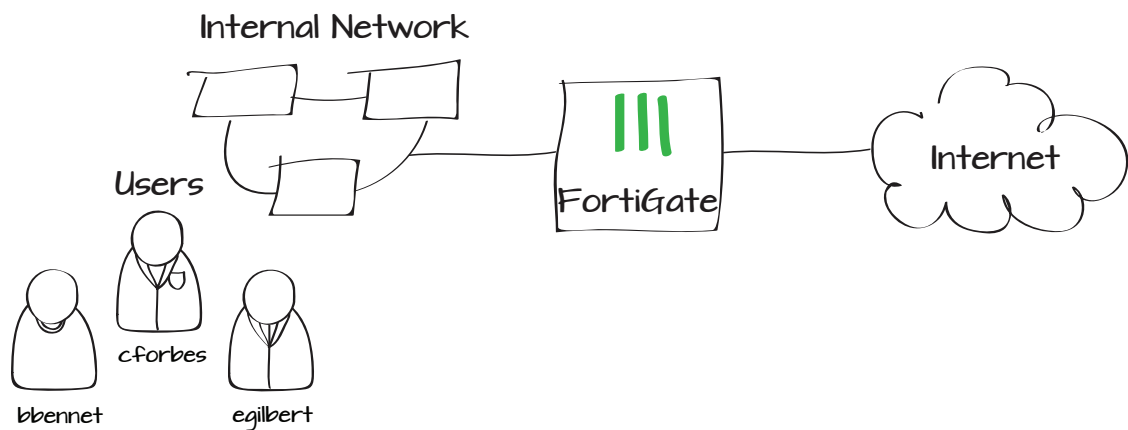 Internal Network
Users
FortiGate
Internet
cforbes
bbennet
egilbert